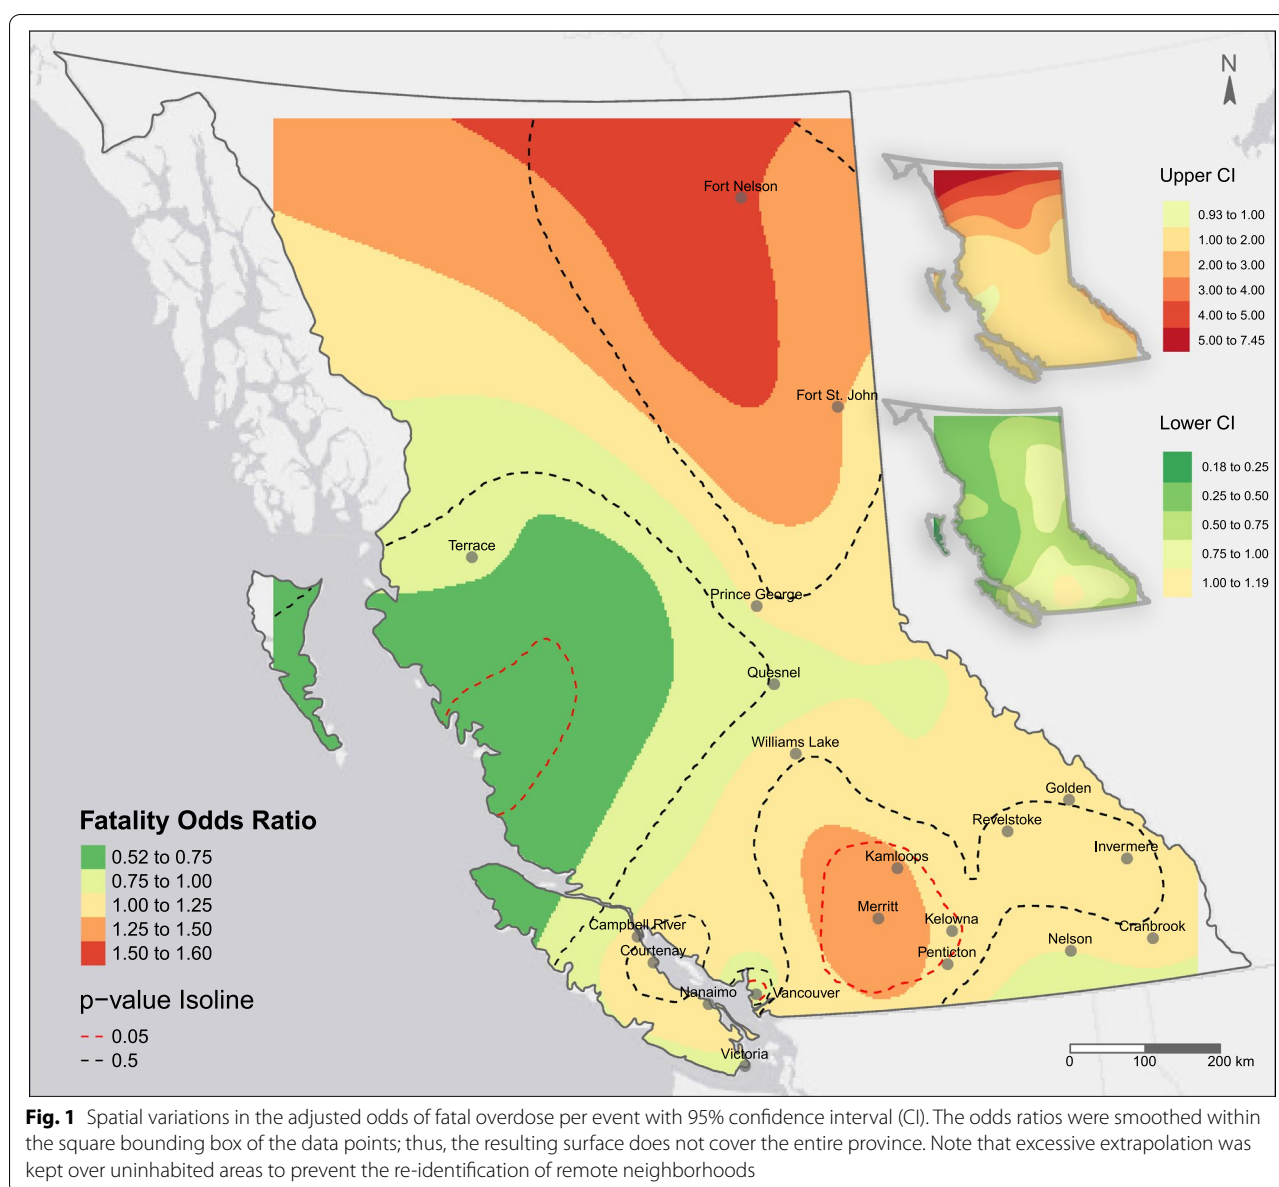 N
Fort Nelson
Fort St. John
Terrace
Prince George
Quesnel
Williams Lake
Golden
Revelstoke
Invermere
Kamloops
Merritt
Kelowna
Cranbrook
Campbell River
Nelson
Courtenay
Penticton
Nanaimo
Vancouver
Victoria
Upper CI
0.93 to 1.00
1.00 to 2.00
2.00 to 3.00
3.00 to 4.00
4.00 to 5.00
5.00 to 7.45
Lower CI
0.18 to 0.25
0.25 to 0.50
0.50 to 0.75
0.75 to 1.00
1.00 to 1.19
Fatality Odds Ratio
0.52 to 0.75
0.75 to 1.00
1.00 to 1.25
1.25 to 1.50
1.50 to 1.60
p−value Isoline
0.05
0.5
0 100 200 km
Fig. 1 Spatial variations in the adjusted odds of fatal overdose per event with 95% confidence interval (CI). The odds ratios were smoothed within
the square bounding box of the data points; thus, the resulting surface does not cover the entire province. Note that excessive extrapolation was
kept over uninhabited areas to prevent the re-identification of remote neighborhoods